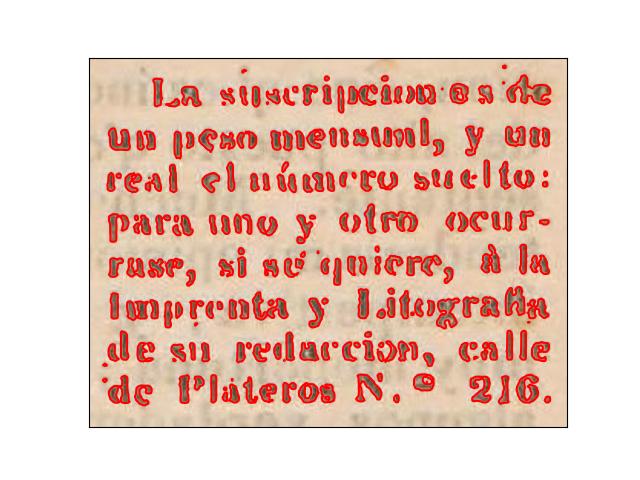 La suscripcion es de
un peso mensual, y un
real el número suelto:
para uno y otro ocur-
rase, si se quiere, à la
Imprenta y Litografia
de su redaccion, calle
de Plateros N. º 216.